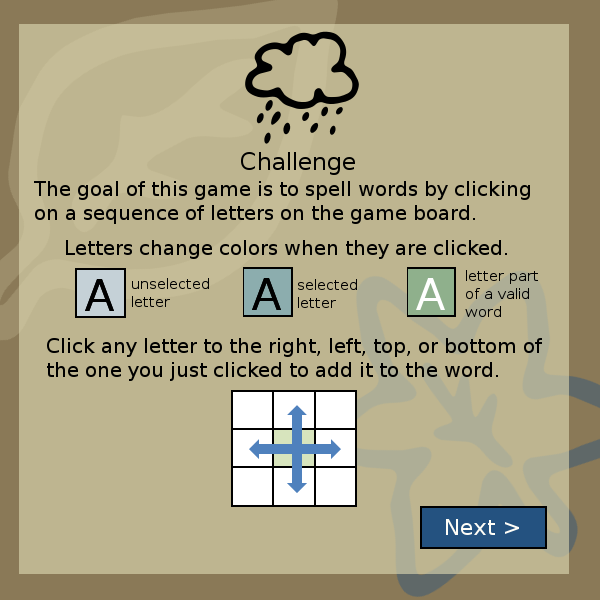 Challenge
The goal of this game is to spell words by clicking
on a sequence of letters on the game board.
Letters change colors when they are clicked.
A unselected
letter
A selected
letter
A letter part
of a valid
word
Click any letter to the right, left, top, or bottom of
the one you just clicked to add it to the word.
Next >